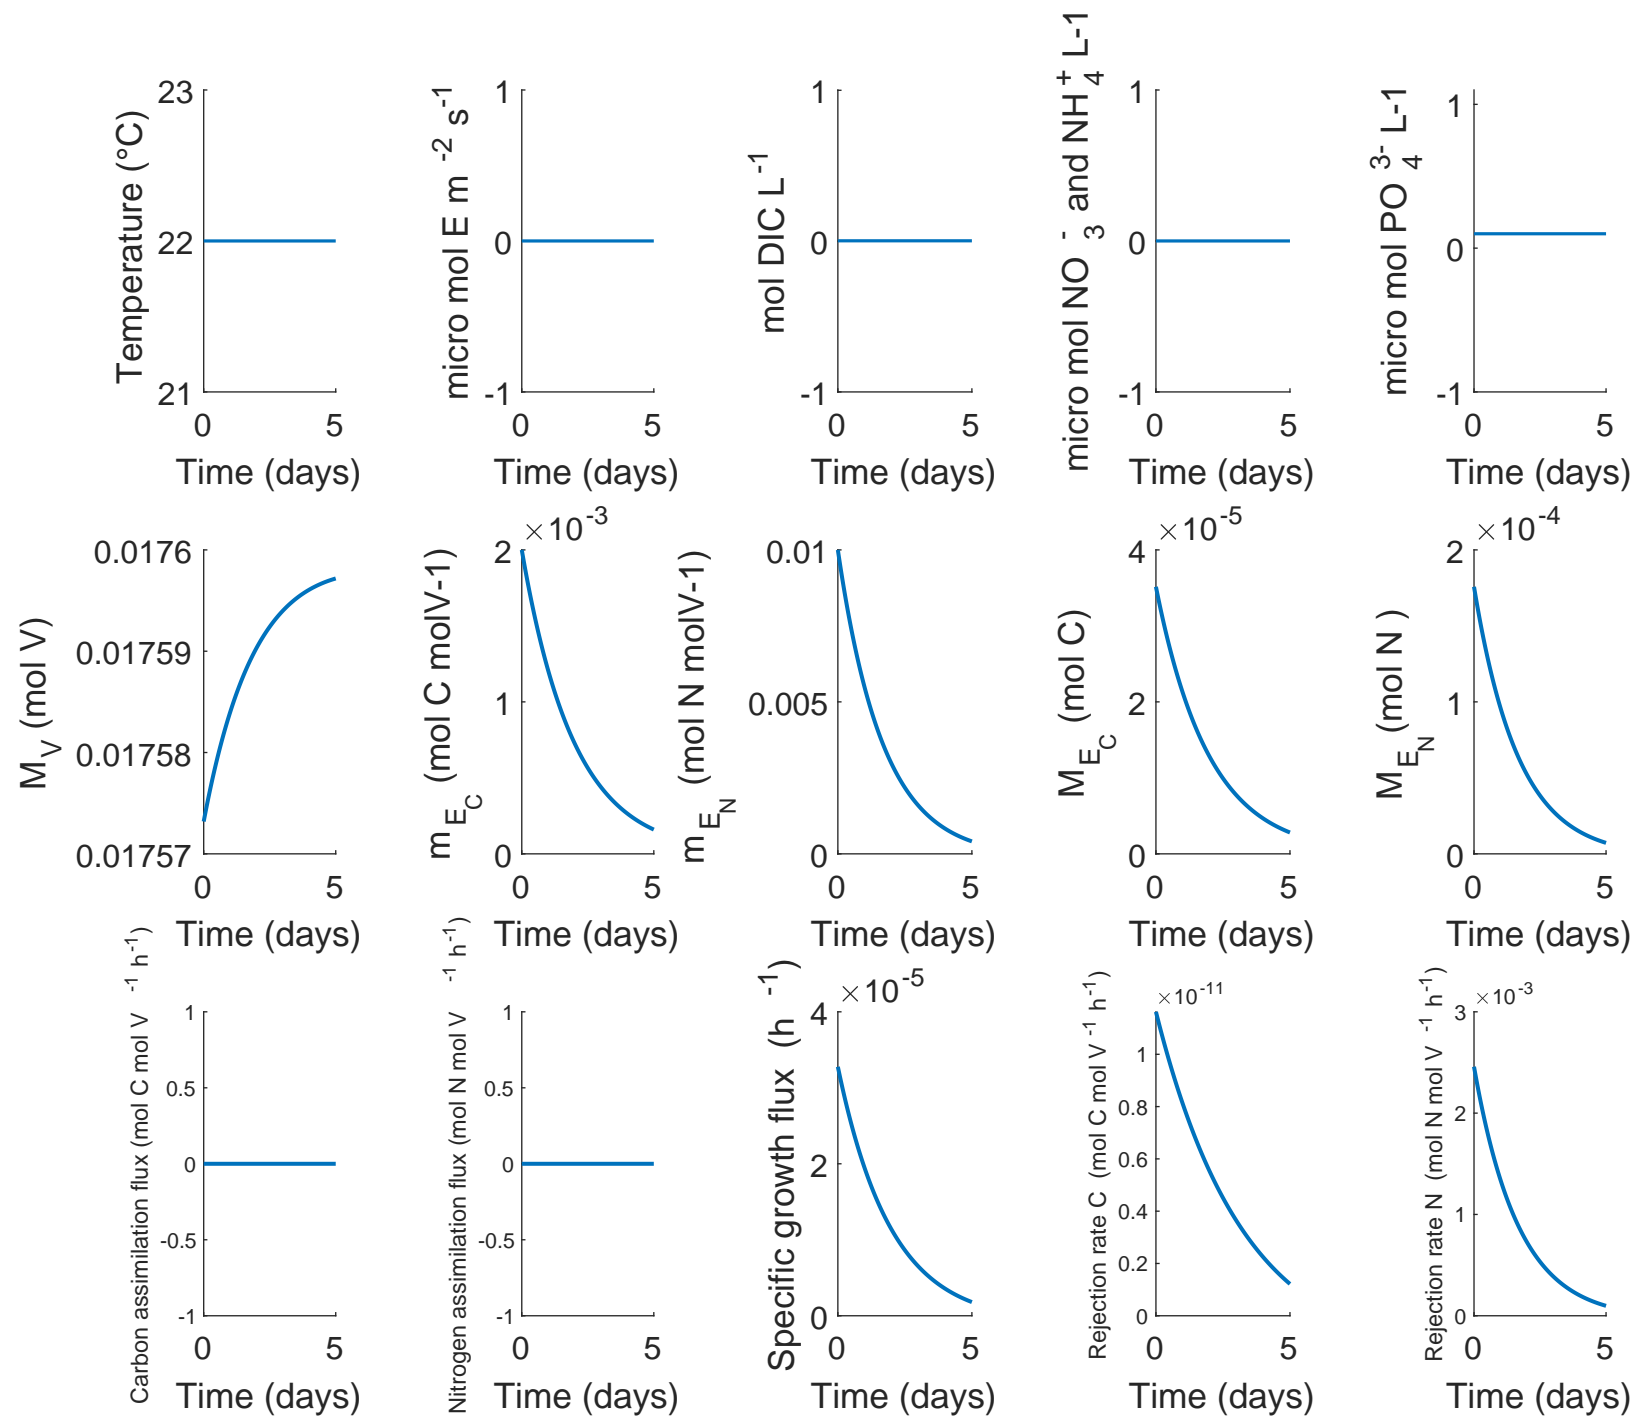 Temperature (°C)
23
22
21
0 5
Time (days)
micro mol E m -2 s-1
1
0
-1
0 5
Time (days)
mol DIC L-1
1
0
-1
0 5
Time (days)
micro mol NO3- and NH4+ L-1
1
0
-1
0 5
Time (days)
micro mol PO43- L-1
1
0
-1
0 5
Time (days)
MV (mol V)
0.0176
0.01759
0.01758
0.01757
0 5
Time (days)
mEC (mol C molV-1)
×10-3
2
1
0
0 5
Time (days)
mEN (mol N molV-1)
0.01
0.005
0
0 5
Time (days)
MEC (mol C)
×10-5
4
2
0
0 5
Time (days)
MEN (mol N )
×10-4
2
1
0
0 5
Time (days)
Carbon assimilation flux (mol C mol V -1 h-1)
1
0.5
0
-0.5
-1
0 5
Time (days)
Nitrogen assimilation flux (mol N mol V -1 h-1)
1
0.5
0
-0.5
-1
0 5
Time (days)
Specific growth flux (h -1)
×10-5
4
2
0
0 5
Time (days)
Rejection rate C (mol C mol V -1 h-1)
×10-11
1
0.8
0.6
0.4
0.2
0
0 5
Time (days)
Rejection rate N (mol N mol V -1 h-1)
×10-3
3
2
1
0
0 5
Time (days)